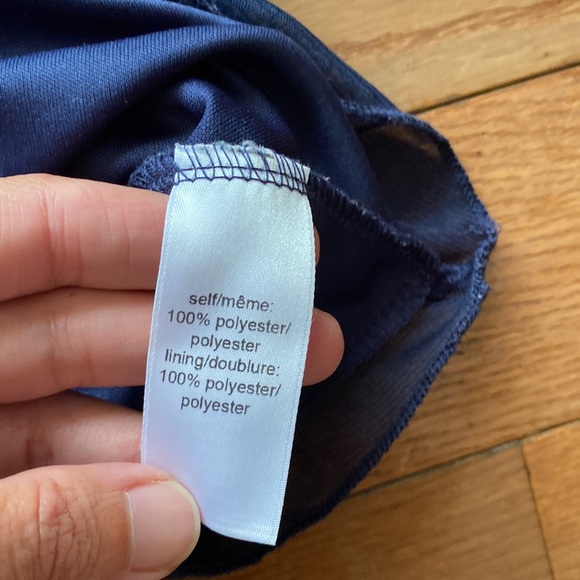 self/même:
100% polyester/
polyester
lining/doublure:
100% polyester/
polyester